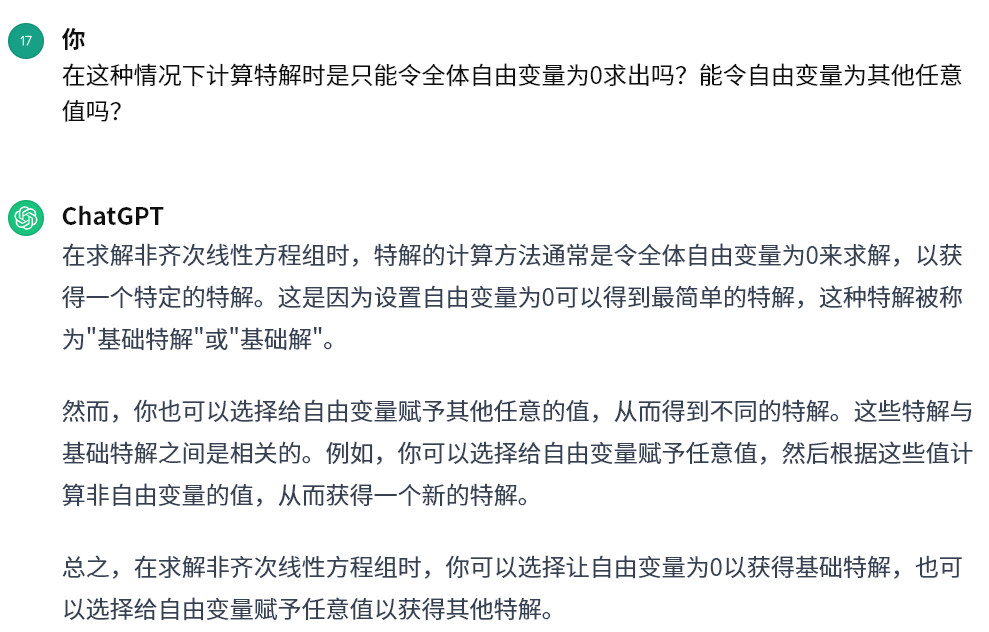 17
你
在这种情况下计算特解时是只能令全体自由变量为0求出吗？能令自由变量为其他任意
值吗？
ChatGPT
在求解非齐次线性方程组时，特解的计算方法通常是令全体自由变量为0来求解，以获
得一个特定的特解。这是因为设置自由变量为0可以得到最简单的特解，这种特解被称
为"基础特解"或"基础解"。
然而，你也可以选择给自由变量赋予其他任意的值，从而得到不同的特解。这些特解与
基础特解之间是相关的。例如，你可以选择给自由变量赋予任意值，然后根据这些值计
算非自由变量的值，从而获得一个新的特解。
总之，在求解非齐次线性方程组时，你可以选择让自由变量为0以获得基础特解，也可
以选择给自由变量赋予任意值以获得其他特解。